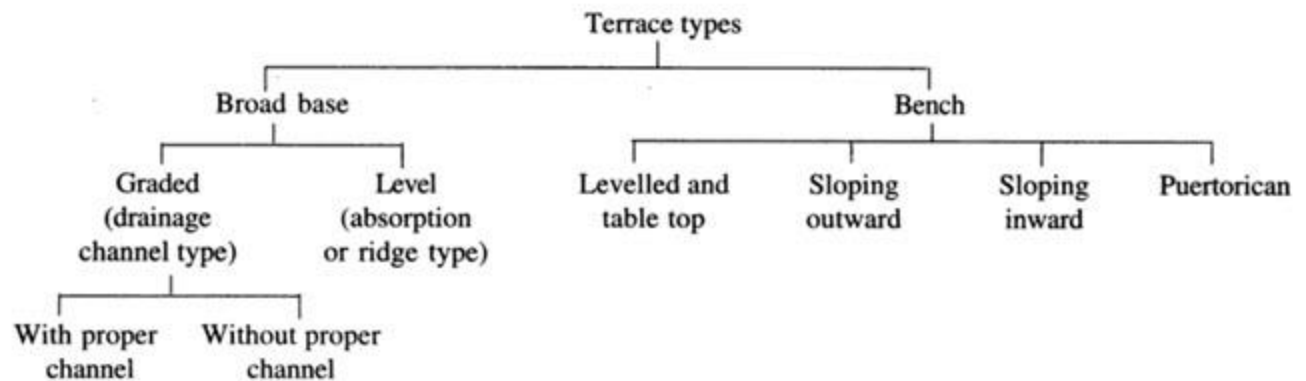 Terrace types
Broad base
Bench
Graded
(drainage
channel type)
Level
(absorption
or ridge type)
Levelled and
table top
Sloping
outward
Sloping
inward
Puertorican
With proper
channel
Without proper
channel